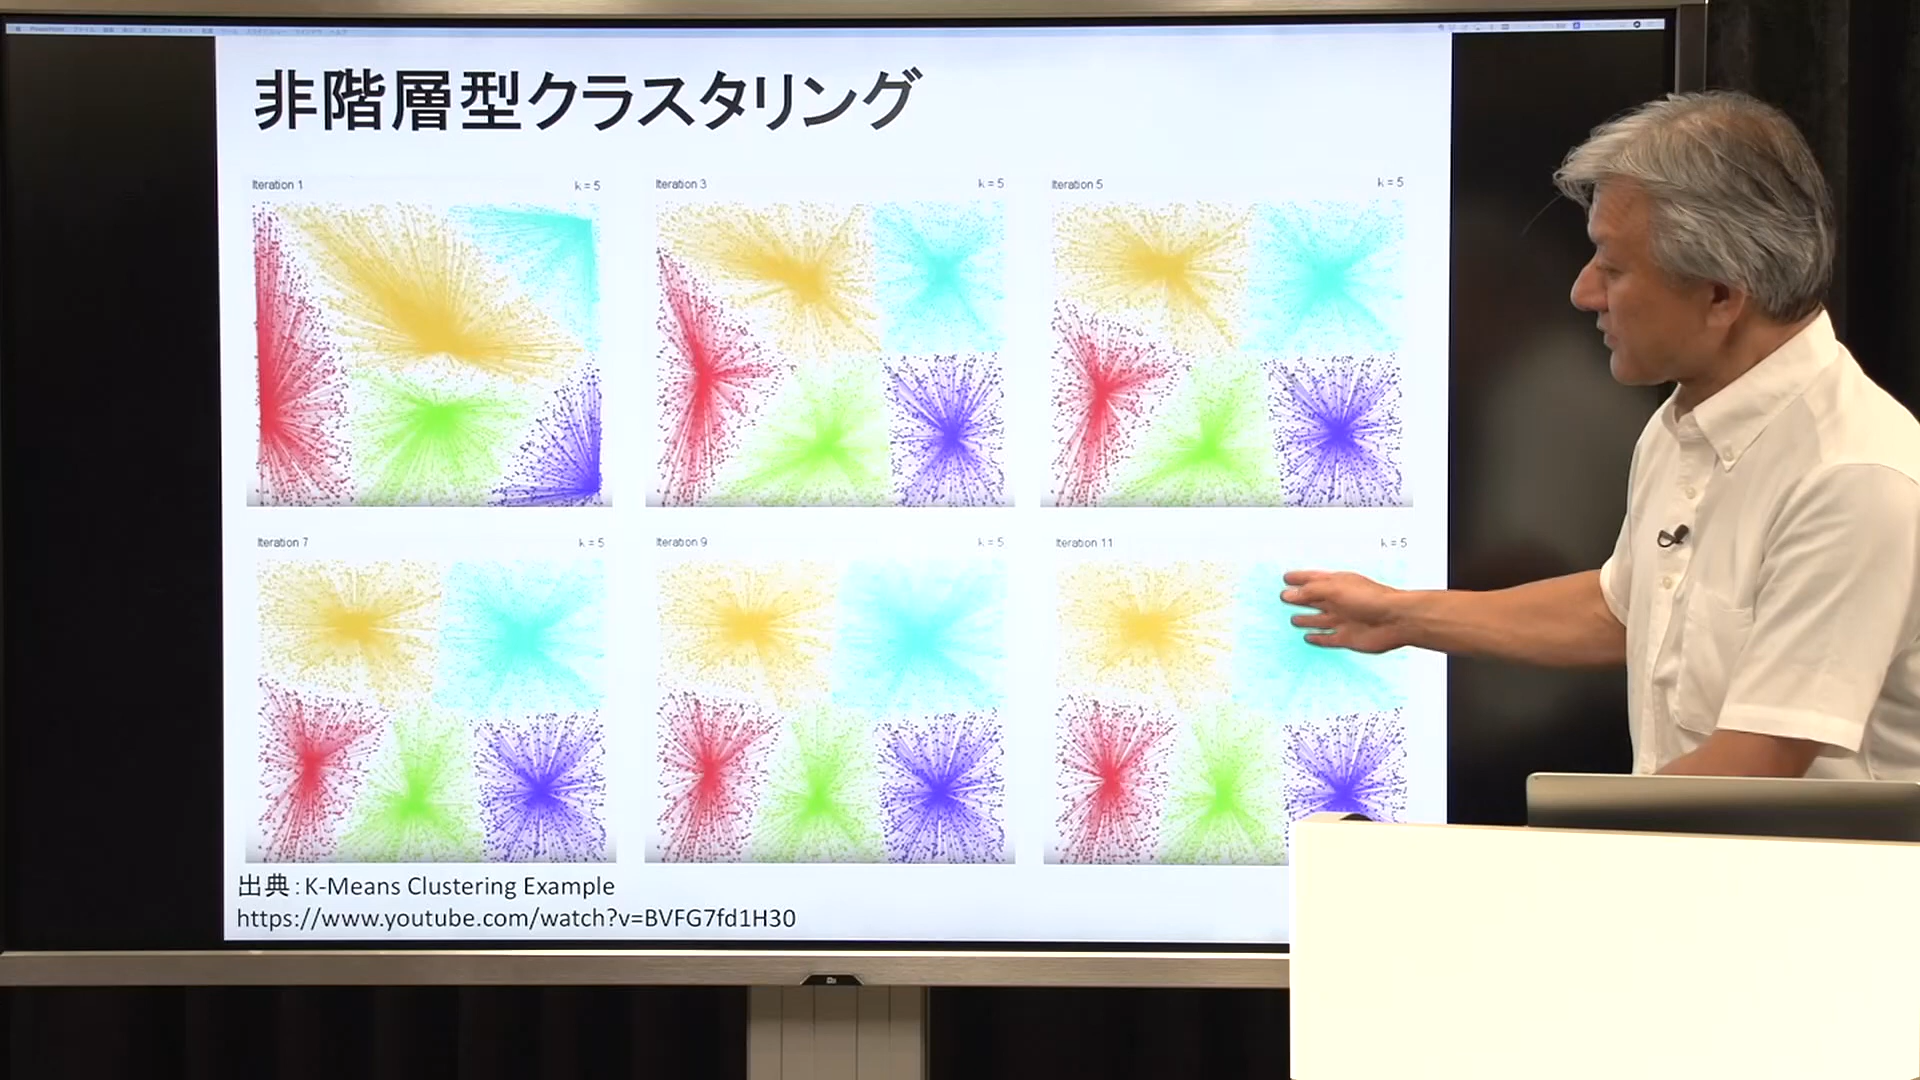 非階層型クラスタリング
Iteration 1 k = 5
Iteration 3 k = 5
Iteration 5 k = 5
Iteration 7 k = 5
Iteration 9 k = 5
Iteration 11 k = 5
出典：K-Means Clustering Example
https://www.youtube.com/watch?v=BVFG7fd1H30